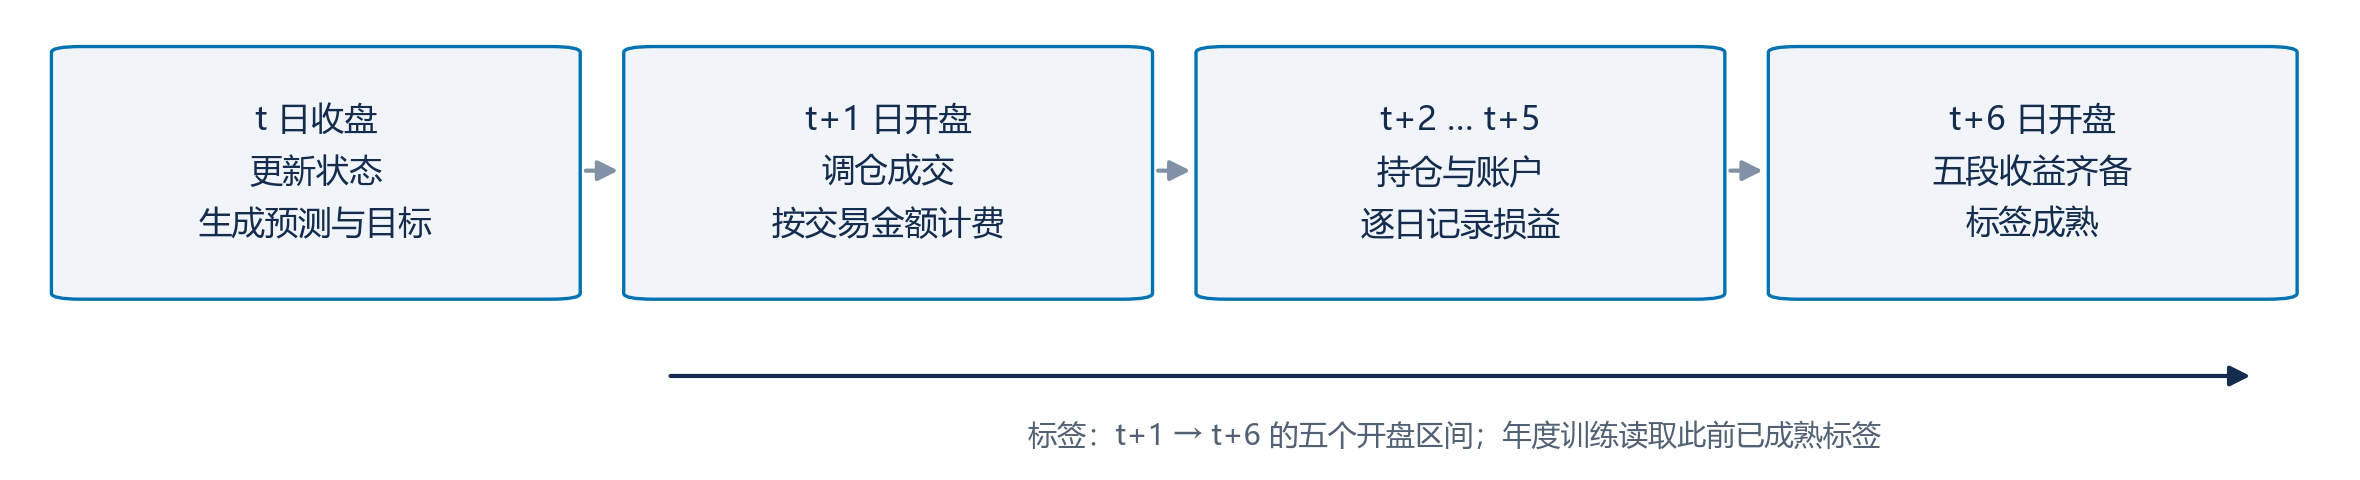 t 日收盘
更新状态
生成预测与目标
t+1 日开盘
调仓成交
按交易金额计费
t+2 ... t+5
持仓与账户
逐日记录损益
t+6 日开盘
五段收益齐备
标签成熟
标签：t+1 → t+6 的五个开盘区间；年度训练读取此前已成熟标签